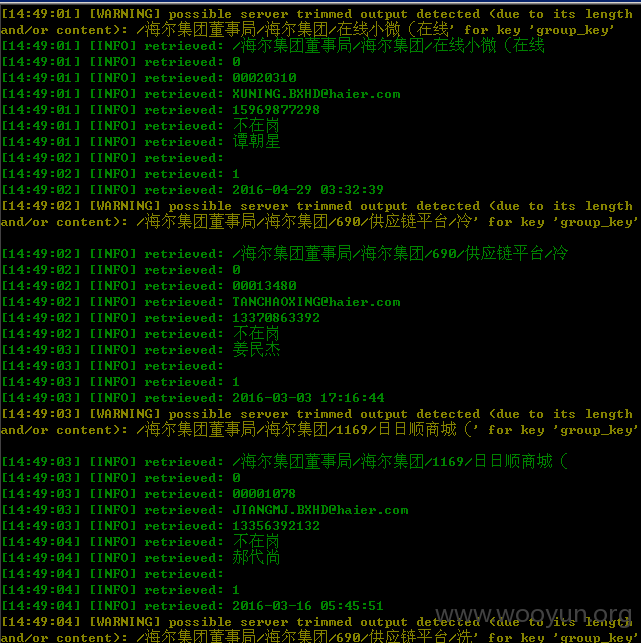 [14:49:01] [WARNING] possible server trimmed output detected (due to its length
and/or content): /海尔集团董事局/海尔集团/在线小微（在线' for key 'group_key'
[14:49:01] [INFO] retrieved: /海尔集团董事局/海尔集团/在线小微（在线
[14:49:01] [INFO] retrieved: 0
[14:49:01] [INFO] retrieved: 00020310
[14:49:01] [INFO] retrieved: XUNING.BXHD@haier.com
[14:49:01] [INFO] retrieved: 15969877298
[14:49:01] [INFO] retrieved: 不在岗
[14:49:01] [INFO] retrieved: 谭朝星
[14:49:02] [INFO] retrieved:
[14:49:02] [INFO] retrieved: 1
[14:49:02] [INFO] retrieved: 2016-04-29 03:32:39
[14:49:02] [WARNING] possible server trimmed output detected (due to its length
and/or content): /海尔集团董事局/海尔集团/690/供应链平台/冷' for key 'group_key'
[14:49:02] [INFO] retrieved: /海尔集团董事局/海尔集团/690/供应链平台/冷
[14:49:02] [INFO] retrieved: 0
[14:49:02] [INFO] retrieved: 00013480
[14:49:02] [INFO] retrieved: TANCHAOXING@haier.com
[14:49:02] [INFO] retrieved: 13370863392
[14:49:02] [INFO] retrieved: 不在岗
[14:49:03] [INFO] retrieved: 姜民杰
[14:49:03] [INFO] retrieved:
[14:49:03] [INFO] retrieved: 1
[14:49:03] [INFO] retrieved: 2016-03-03 17:16:44
[14:49:03] [WARNING] possible server trimmed output detected (due to its length
and/or content): /海尔集团董事局/海尔集团/1169/日日顺商城（' for key 'group_key'
[14:49:03] [INFO] retrieved: /海尔集团董事局/海尔集团/1169/日日顺商城（
[14:49:03] [INFO] retrieved: 0
[14:49:03] [INFO] retrieved: 00001078
[14:49:03] [INFO] retrieved: JIANGMJ.BXHD@haier.com
[14:49:03] [INFO] retrieved: 13356392132
[14:49:04] [INFO] retrieved: 不在岗
[14:49:04] [INFO] retrieved: 郝代尚
[14:49:04] [INFO] retrieved:
[14:49:04] [INFO] retrieved: 1
[14:49:04] [INFO] retrieved: 2016-03-16 05:45:51
[14:49:04] [WARNING] possible server trimmed output detected (due to its length
and/or content): /海尔集团董事局/海尔集团/690/供应链平台/洗' for key 'group_key'
www.wooyun.org